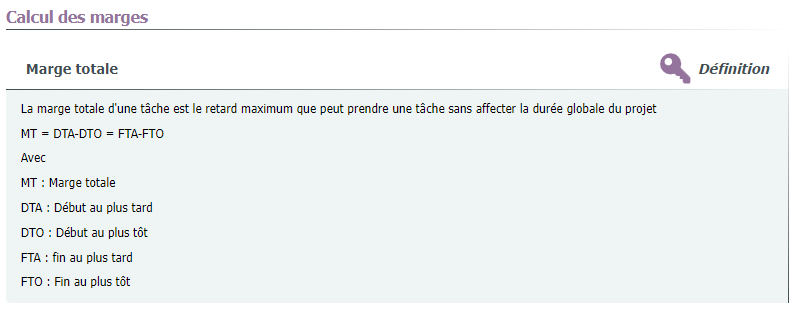 Calcul des marges
Marge totale
Définition
La marge totale d'une tâche est le retard maximum que peut prendre une tâche sans affecter la durée globale du projet
MT = DTA-DTO = FTA-FTO
Avec
MT : Marge totale
DTA : Début au plus tard
DTO : Début au plus tôt
FTA : fin au plus tard
FTO : Fin au plus tôt